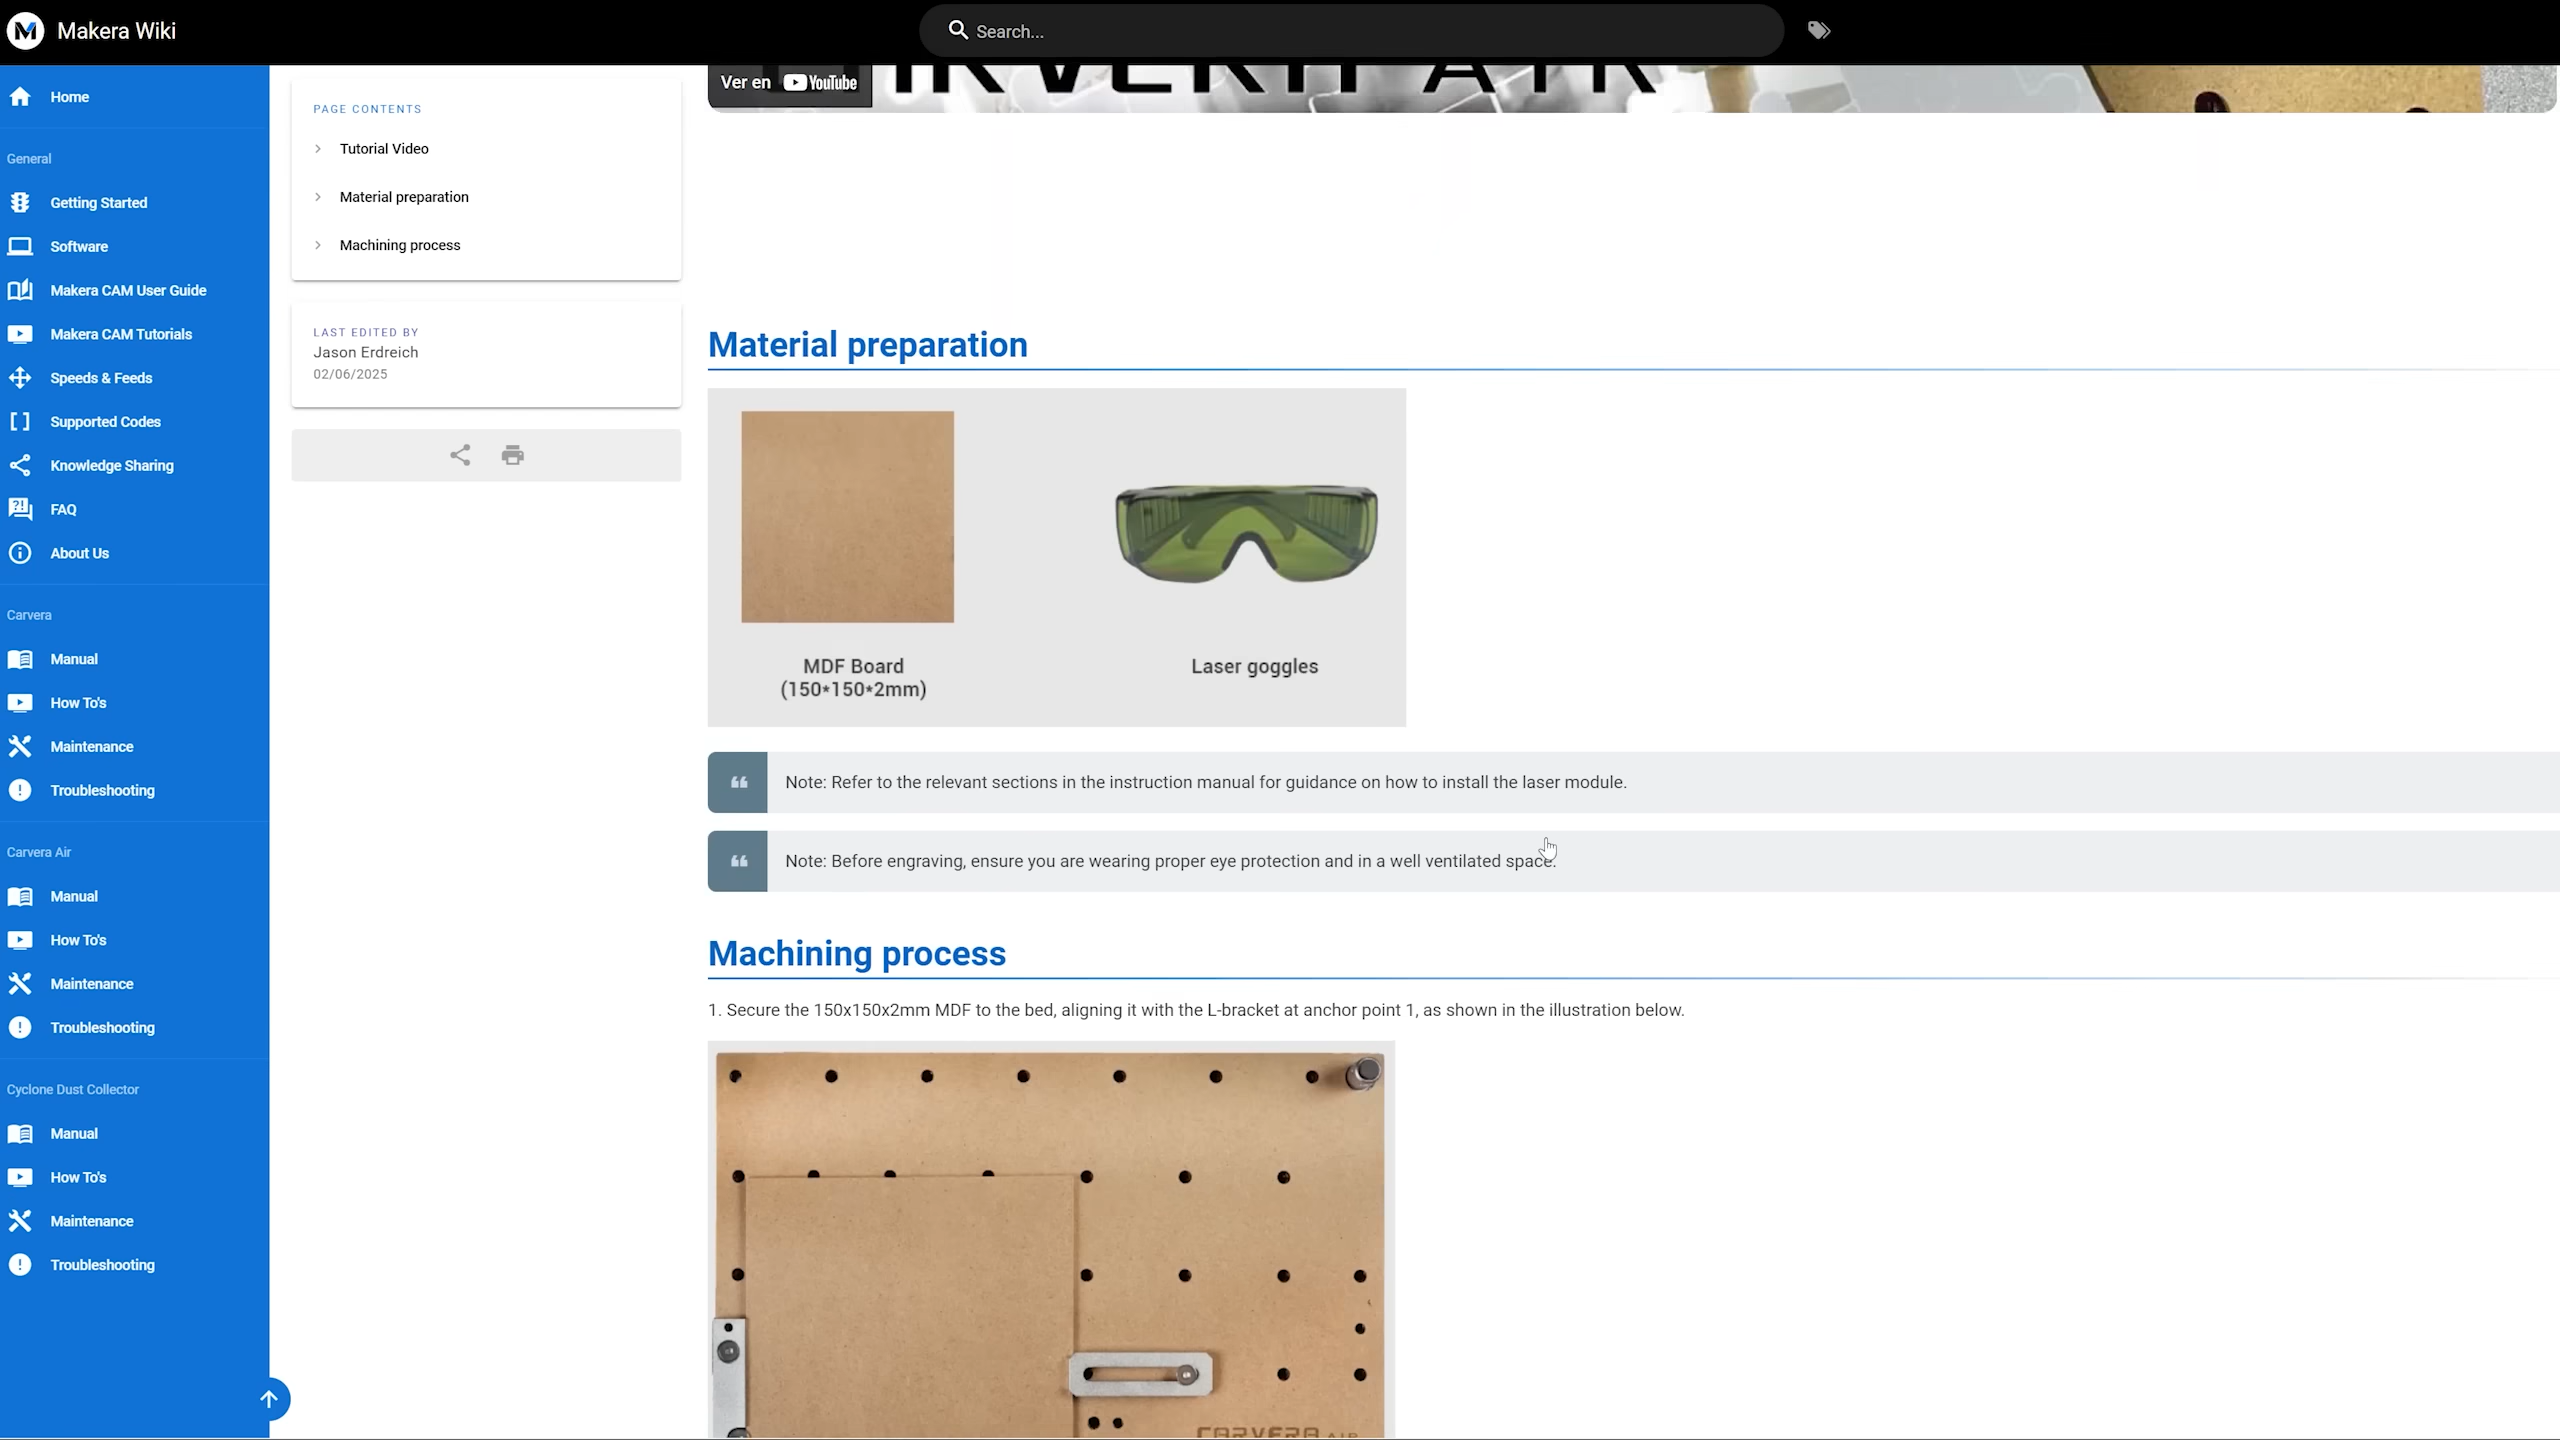 Makera Wiki
Search...
Home
General
Getting Started
Software
Makera CAM User Guide
Makera CAM Tutorials
Speeds & Feeds
Supported Codes
Knowledge Sharing
FAQ
About Us
Carvera
Manual
How To's
Maintenance
Troubleshooting
Carvera Air
Manual
How To's
Maintenance
Troubleshooting
Cyclone Dust Collector
Manual
How To's
Maintenance
Troubleshooting
PAGE CONTENTS
Tutorial Video
Material preparation
Machining process
LAST EDITED BY
Jason Erdreich
02/06/2025
Ver en YouTube
CARVERA AIR
Material preparation
MDF Board
(150*150*2mm)
Laser goggles
Note: Refer to the relevant sections in the instruction manual for guidance on how to install the laser module.
Note: Before engraving, ensure you are wearing proper eye protection and in a well ventilated space.
Machining process
1. Secure the 150x150x2mm MDF to the bed, aligning it with the L-bracket at anchor point 1, as shown in the illustration below.
CARVERA AIR